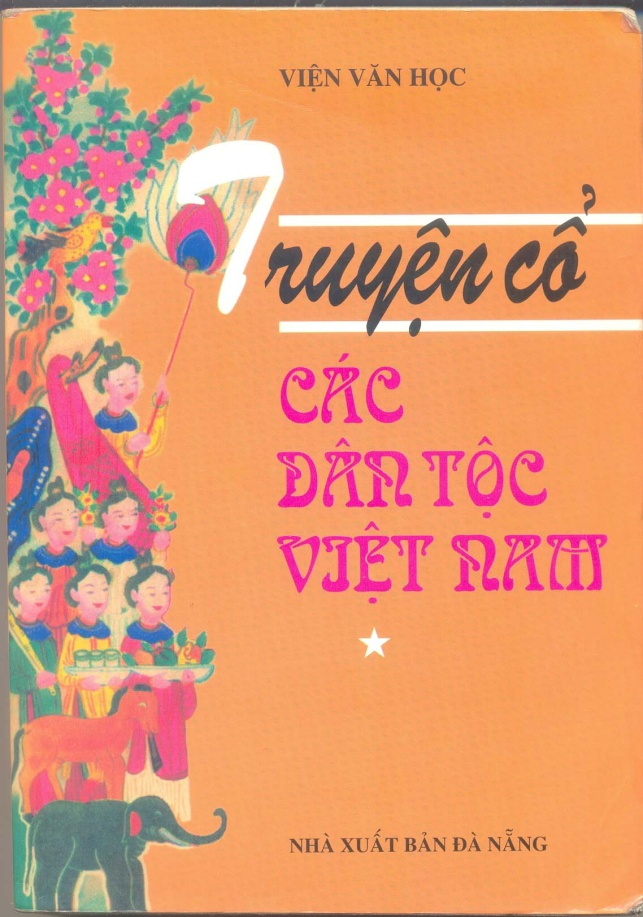 VIỆN VĂN HỌC
Truyện cổ
CÁC
DÂN TỘC
VIỆT NAM
NHÀ XUẤT BẢN ĐÀ NẴNG